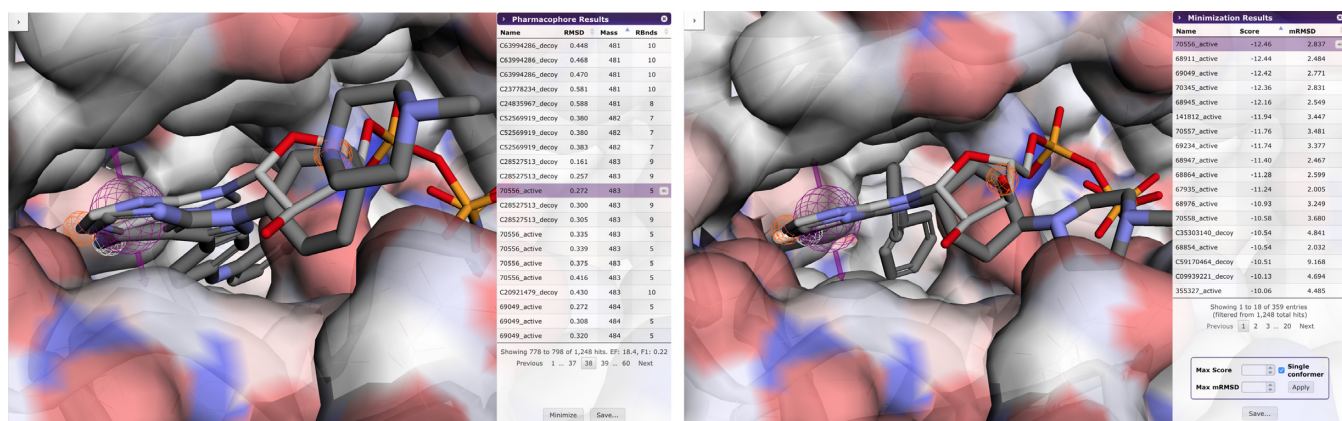 Pharmacophore Results
Name RMSD Mass RBnds
C63994286_decoy 0.448 481 10
C63994286_decoy 0.468 481 10
C63994286_decoy 0.470 481 10
C23778234_decoy 0.581 481 10
C24835967_decoy 0.588 481 8
C52569919_decoy 0.380 482 7
C52569919_decoy 0.380 482 7
C52569919_decoy 0.383 482 7
C28527513_decoy 0.161 483 9
C28527513_decoy 0.257 483 9
70556_active 0.272 483 5
C28527513_decoy 0.300 483 9
C28527513_decoy 0.305 483 9
70556_active 0.335 483 5
70556_active 0.339 483 5
70556_active 0.375 483 5
70556_active 0.416 483 5
C20921479_decoy 0.430 483 10
69049_active 0.272 484 5
69049_active 0.308 484 5
69049_active 0.320 484 5
Showing 778 to 798 of 1,248 hits. EF: 18.4, F1: 0.22
Previous 1 ... 37 38 39 ... 60 Next
Minimize Save...
Minimization Results
Name Score mRMSD
70556_active -12.46 2.837
68911_active -12.44 2.484
69049_active -12.42 2.771
70345_active -12.36 2.831
68945_active -12.16 2.549
141812_active -11.94 3.447
70557_active -11.76 3.481
69234_active -11.74 3.377
68947_active -11.40 2.467
68864_active -11.28 2.599
67935_active -11.24 2.005
68976_active -10.93 3.249
70558_active -10.58 3.680
C35303140_decoy -10.54 4.841
68854_active -10.54 2.032
C59170464_decoy -10.51 9.168
C09939221_decoy -10.13 4.694
355327_active -10.06 4.485
Showing 1 to 18 of 359 entries
(filtered from 1,248 total hits)
Previous 1 2 3 ... 20 Next
Max Score Single conformer
Max mRMSD Apply
Save...